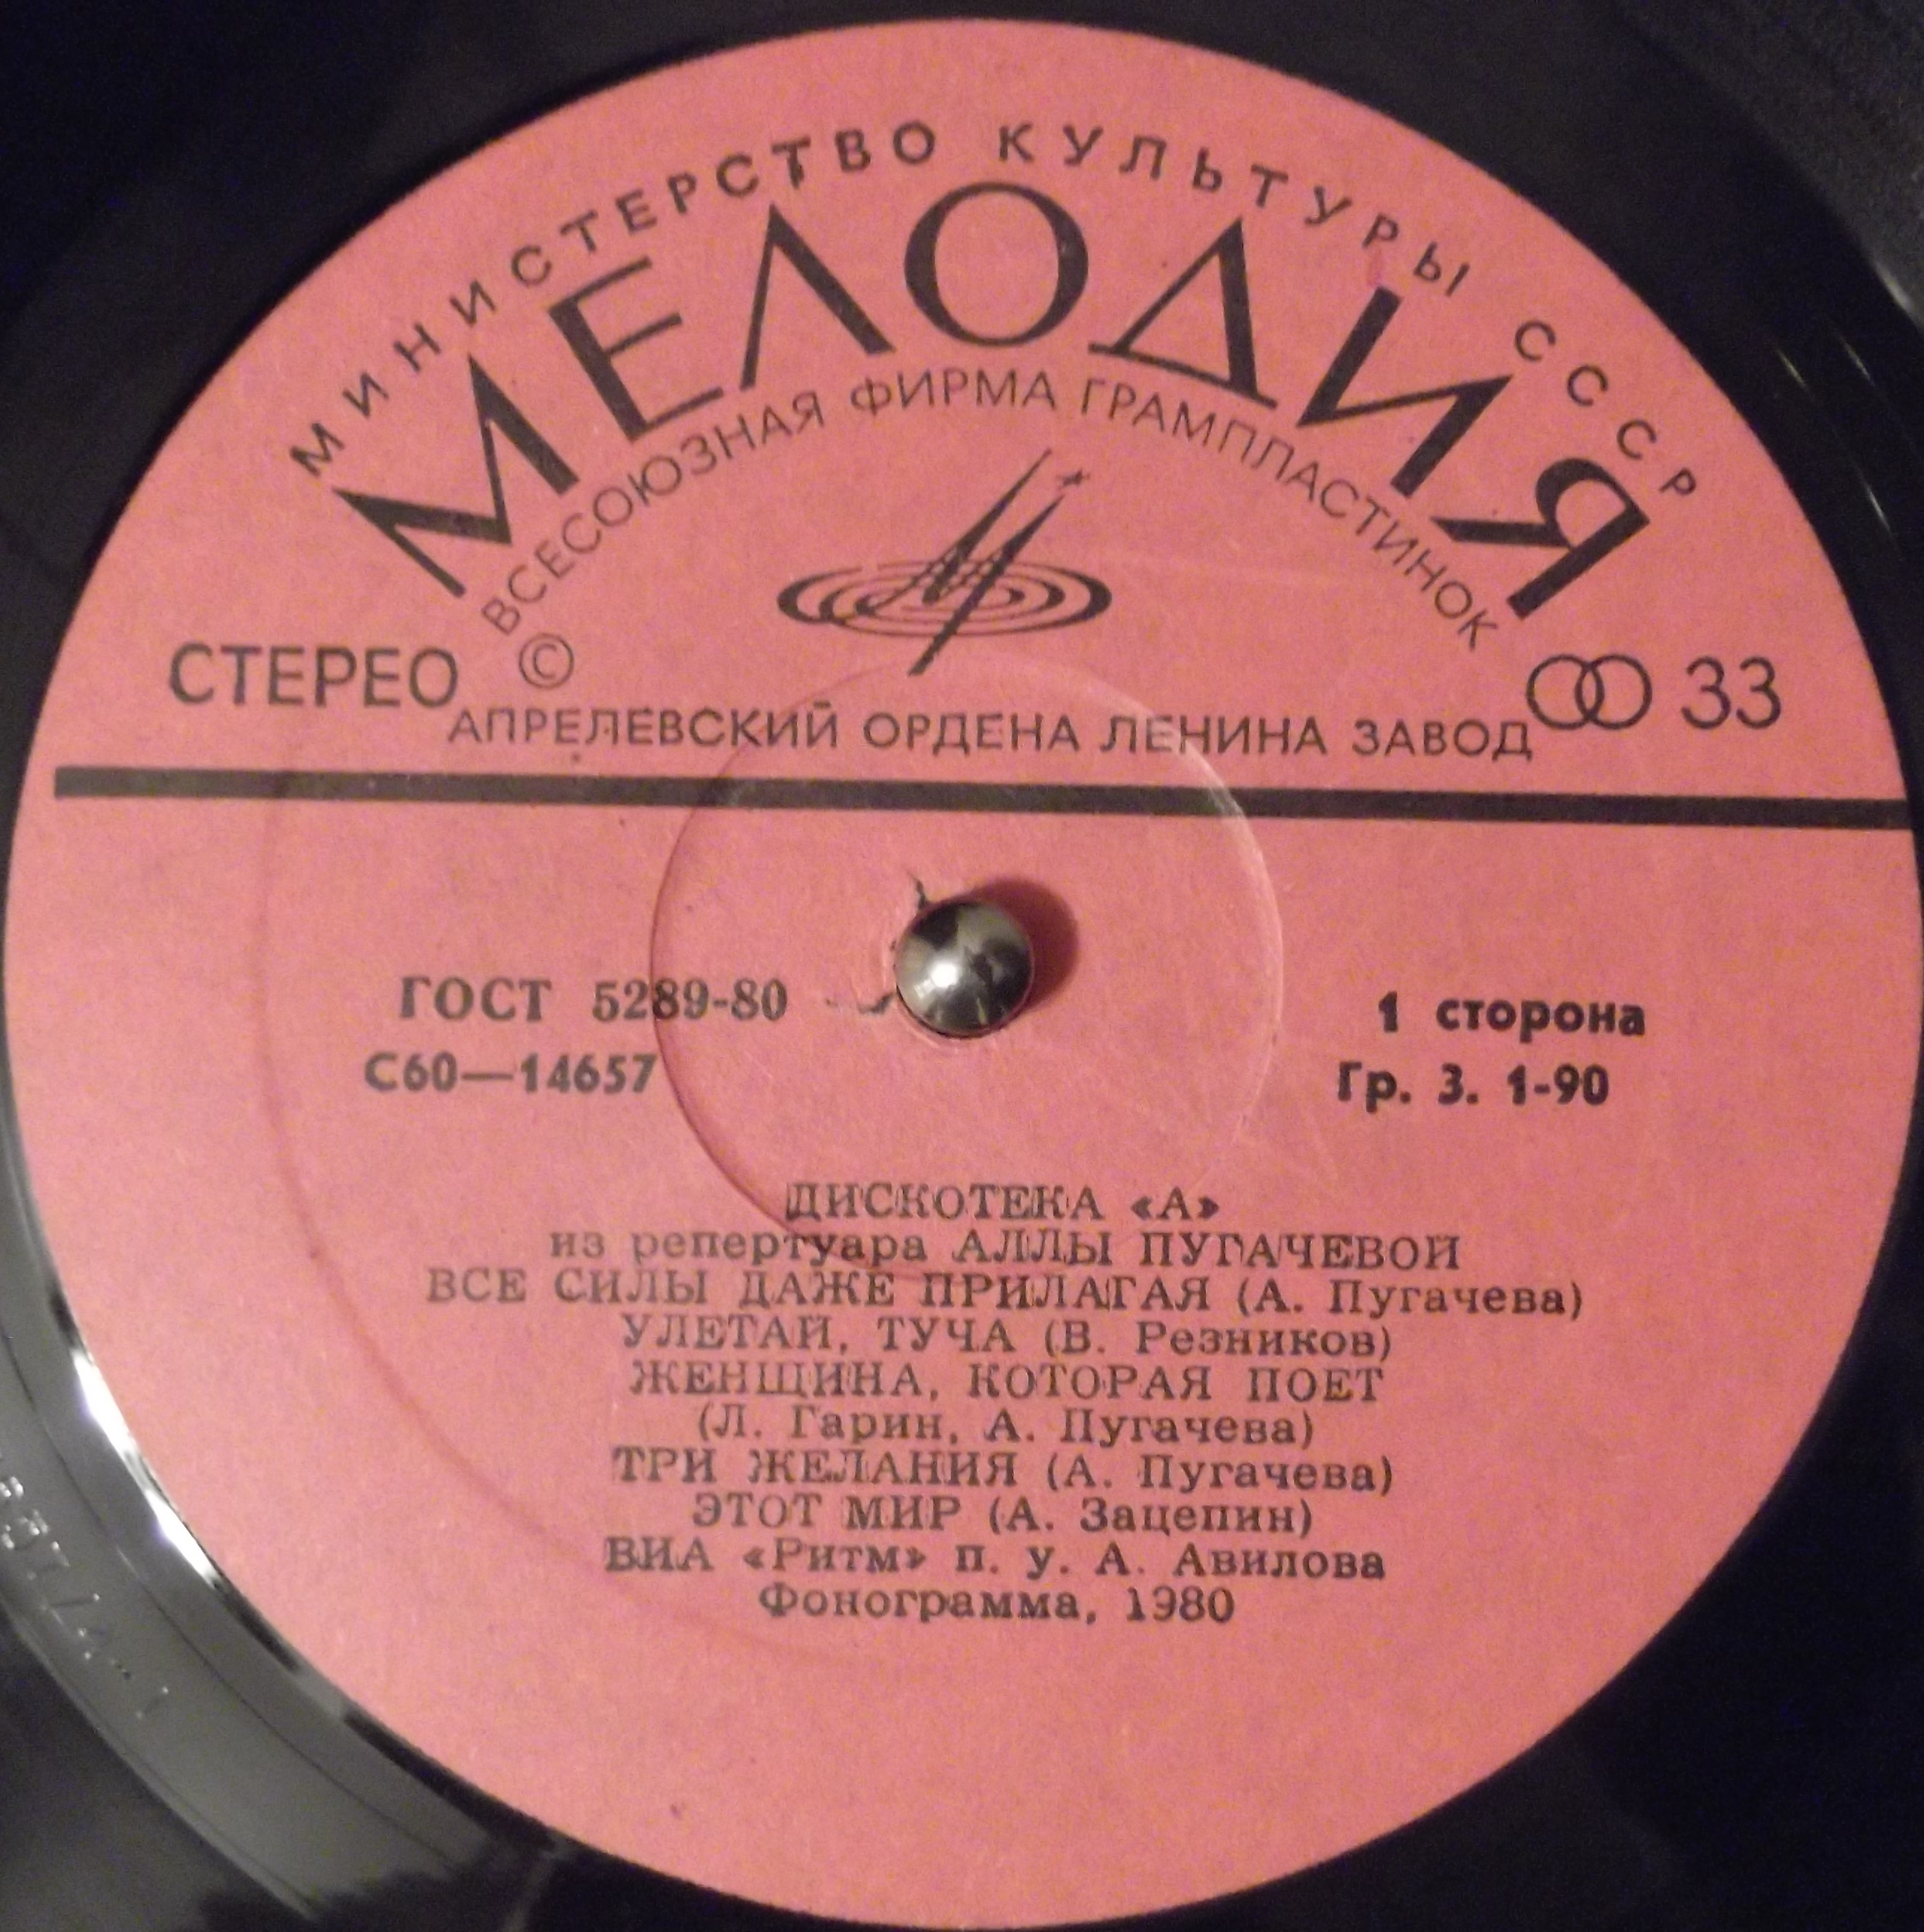 МИНИСТЕРСТВО КУЛЬТУРЫ СССР
МЕЛОДИЯ
ВСЕСОЮЗНАЯ ФИРМА ГРАМПЛАСТИНОК
СТЕРЕО © 33
АПРЕЛЕВСКИЙ ОРДЕНА ЛЕНИНА ЗАВОД
ГОСТ 5289-80 1 сторона
С60—14657 Гр. 3. 1-90
ДИСКОТЕКА «А»
из репертуара АЛЛЫ ПУГАЧЕВОЙ
ВСЕ СИЛЫ ДАЖЕ ПРИЛАГАЯ (А. Пугачева)
УЛЕТАЙ, ТУЧА (В. Резников)
ЖЕНЩИНА, КОТОРАЯ ПОЕТ
(Л. Гарин, А. Пугачева)
ТРИ ЖЕЛАНИЯ (А. Пугачева)
ЭТОТ МИР (А. Зацепин)
ВИА «Ритм» п. у. А. Авилова
Фонограмма, 1980